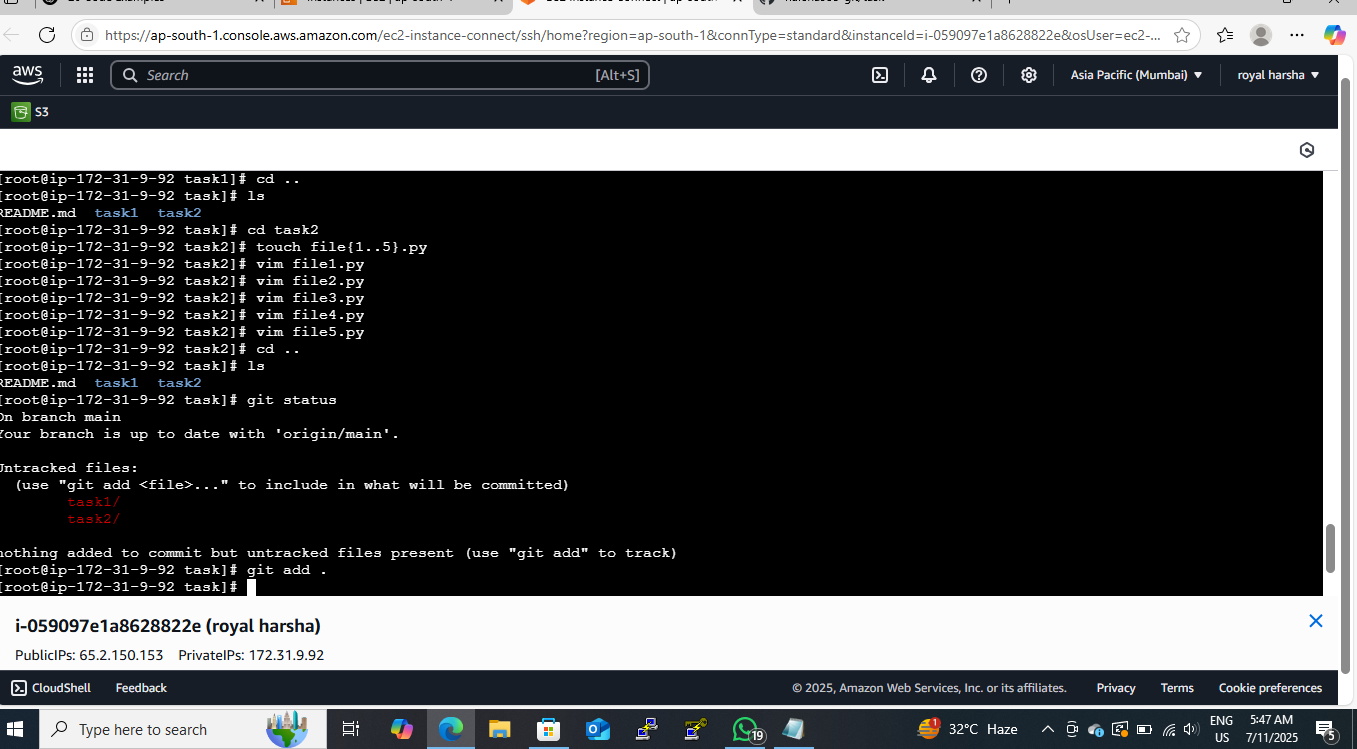 https://ap-south-1.console.aws.amazon.com/ec2-instance-connect/ssh/home?region=ap-south-1&connType=standard&instanceId=i-059097e1a8628822e&osUser=ec2-...
aws Search [Alt+S] Asia Pacific (Mumbai) royal harsha
S3
[root@ip-172-31-9-92 task1]# cd ..
[root@ip-172-31-9-92 task]# ls
README.md task1 task2
[root@ip-172-31-9-92 task]# cd task2
[root@ip-172-31-9-92 task2]# touch file{1..5}.py
[root@ip-172-31-9-92 task2]# vim file1.py
[root@ip-172-31-9-92 task2]# vim file2.py
[root@ip-172-31-9-92 task2]# vim file3.py
[root@ip-172-31-9-92 task2]# vim file4.py
[root@ip-172-31-9-92 task2]# vim file5.py
[root@ip-172-31-9-92 task2]# cd ..
[root@ip-172-31-9-92 task]# ls
README.md task1 task2
[root@ip-172-31-9-92 task]# git status
On branch main
Your branch is up to date with 'origin/main'.
Untracked files:
(use "git add <file>..." to include in what will be committed)
task1/
task2/
nothing added to commit but untracked files present (use "git add" to track)
[root@ip-172-31-9-92 task]# git add .
[root@ip-172-31-9-92 task]#
i-059097e1a8628822e (royal harsha)
PublicIPs: 65.2.150.153 PrivateIPs: 172.31.9.92
CloudShell Feedback © 2025, Amazon Web Services, Inc. or its affiliates. Privacy Terms Cookie preferences
Type here to search 19 1 32°C Haze ENG US 5:47 AM 7/11/2025 5